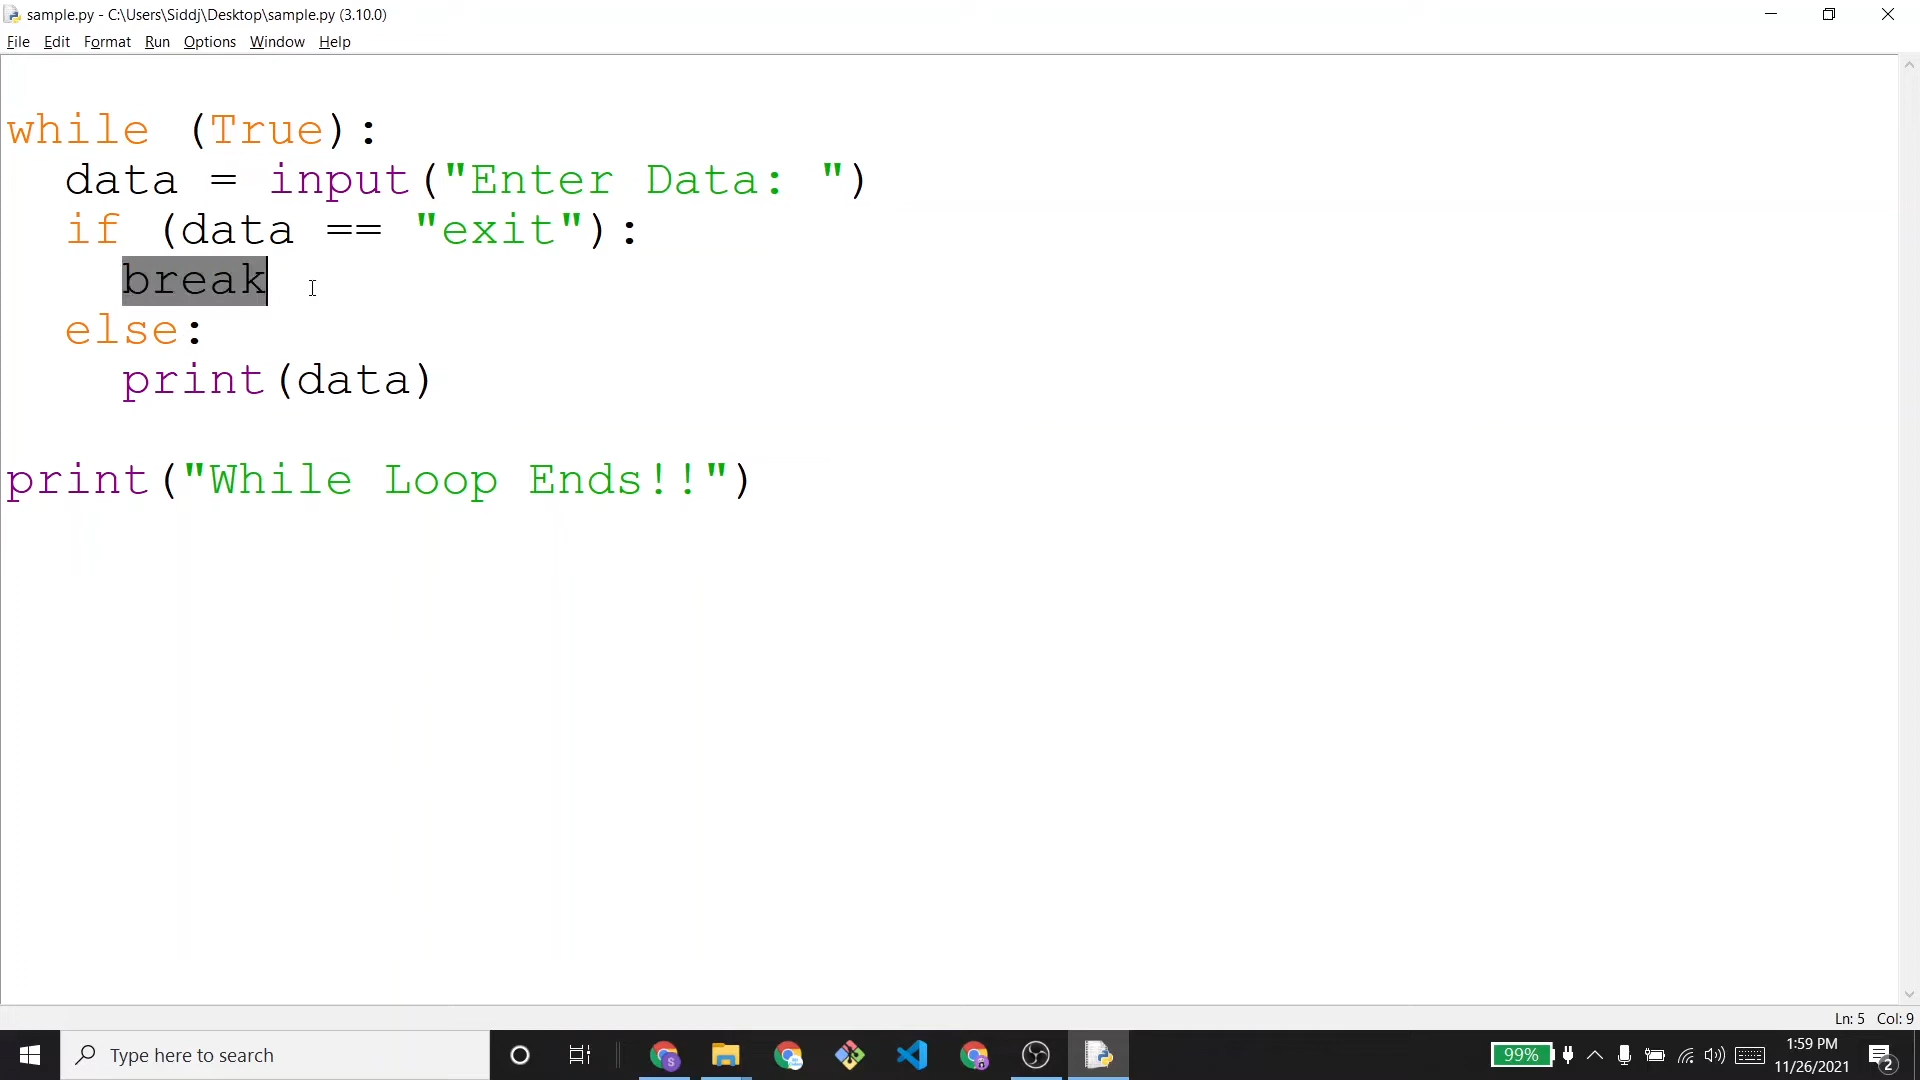 sample.py - C:\Users\Siddj\Desktop\sample.py (3.10.0)
File Edit Format Run Options Window Help
while (True):
  data = input("Enter Data: ")
  if (data == "exit"):
    break
  else:
    print(data)
print("While Loop Ends!!")
Ln: 5 Col: 9
Type here to search
99%
1:59 PM
11/26/2021
2